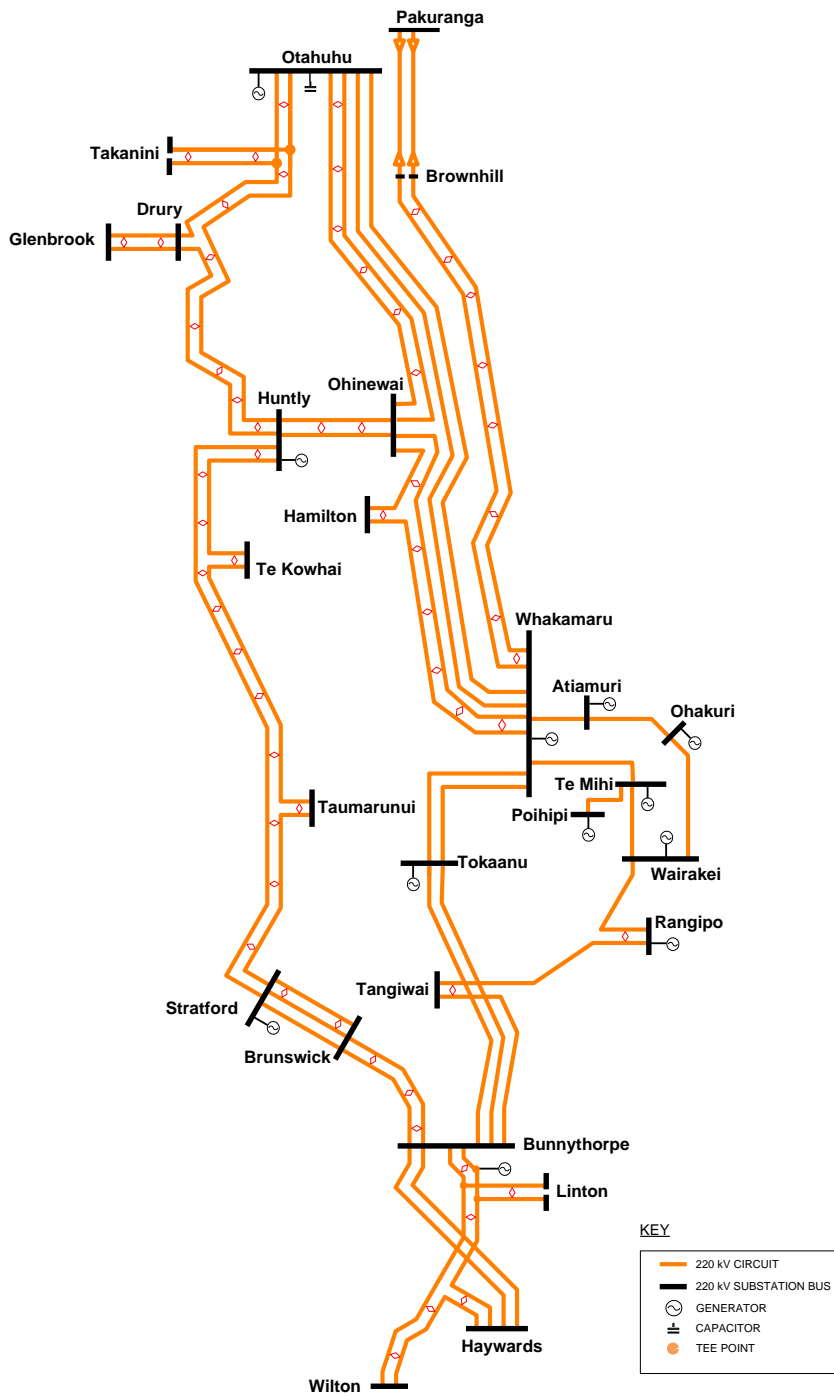 Pakuranga
Otahuhu
Takanini
Brownhill
Drury
Glenbrook
Ohinewai
Huntly
Hamilton
Te Kowhai
Whakamaru
Atiamuri
Ohakuri
Te Mihi
Taumarunui
Poihipi
Tokaanu
Wairakei
Rangipo
Tangiwai
Stratford
Brunswick
Bunnythorpe
Linton
Haywards
Wilton
KEY
220 kV CIRCUIT
220 kV SUBSTATION BUS
GENERATOR
CAPACITOR
TEE POINT